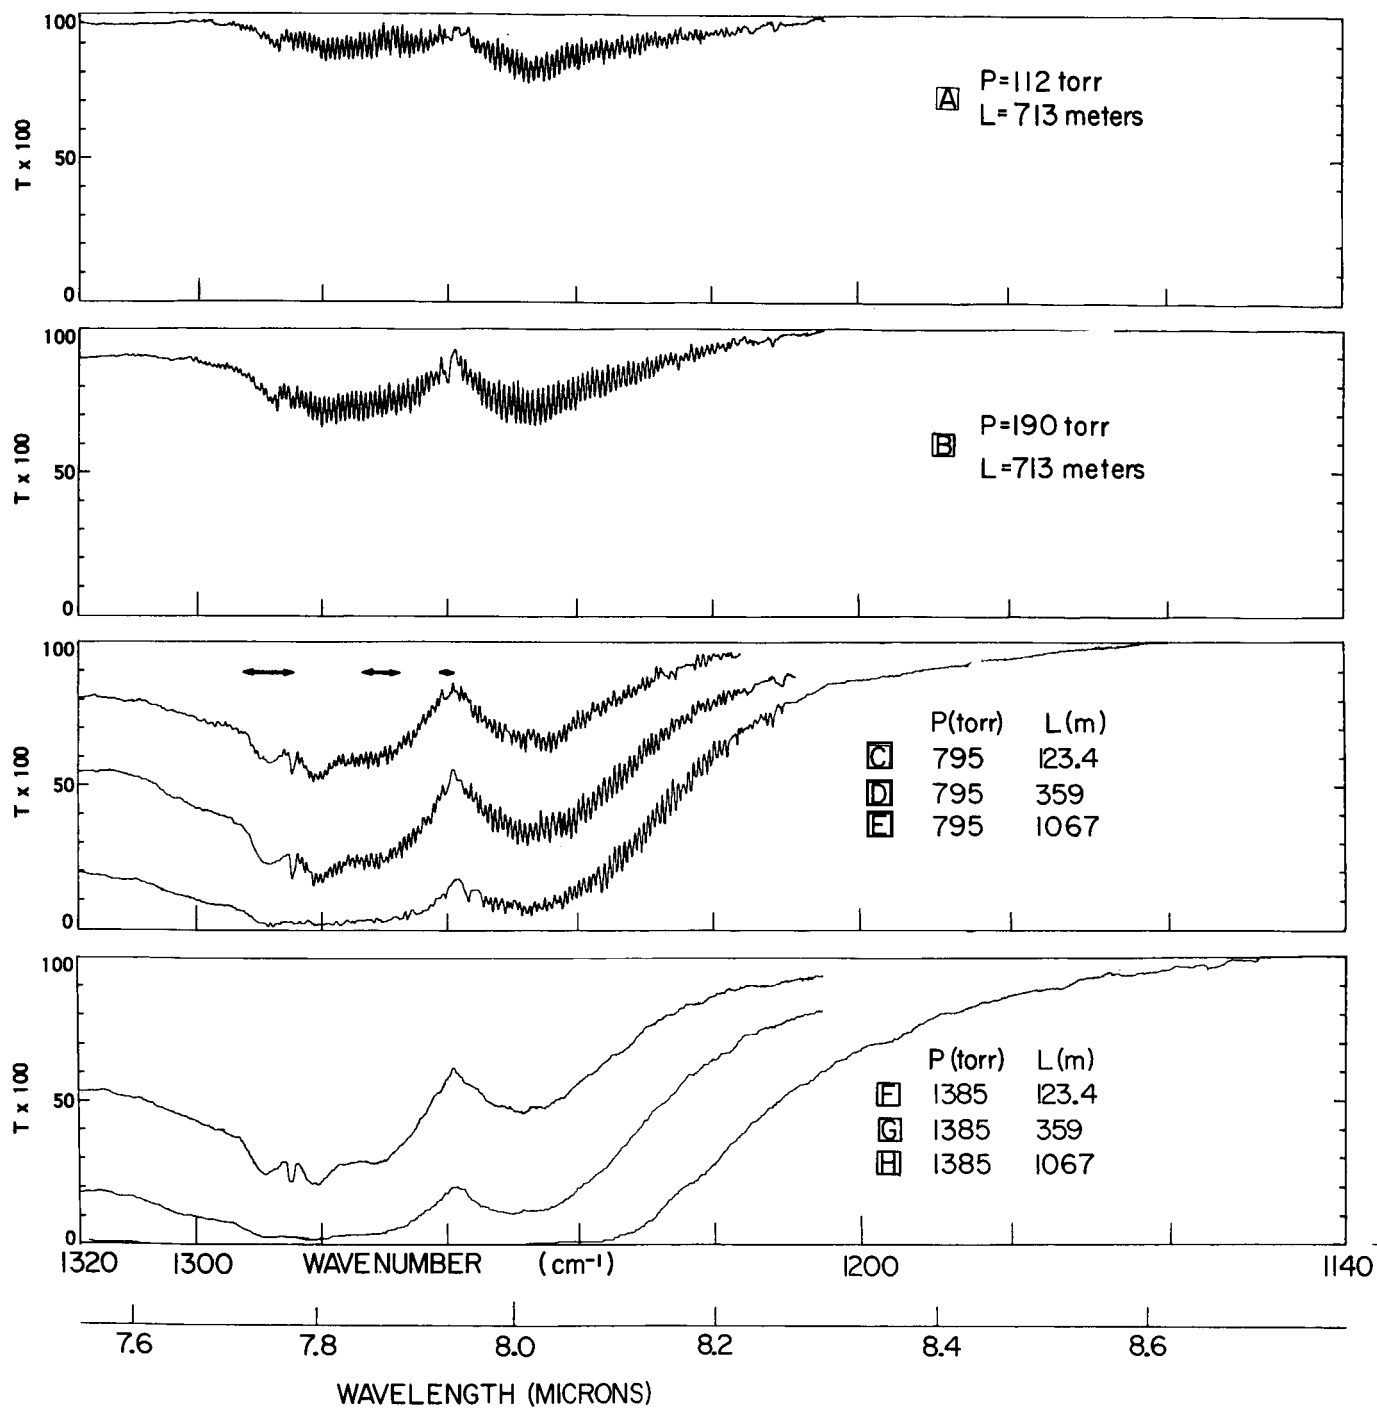 100
T x 100
50
0
A
P=112 torr
L=713 meters
100
T x 100
50
0
B
P=190 torr
L=713 meters
100
T x 100
50
0
P(torr) L(m)
C 795 123.4
D 795 359
E 795 1067
100
T x 100
50
0
P(torr) L(m)
F 1385 123.4
G 1385 359
H 1385 1067
1320 1300 WAVENUMBER (cm⁻¹) 1200 1140
7.6 7.8 8.0 8.2 8.4 8.6
WAVELENGTH (MICRONS)